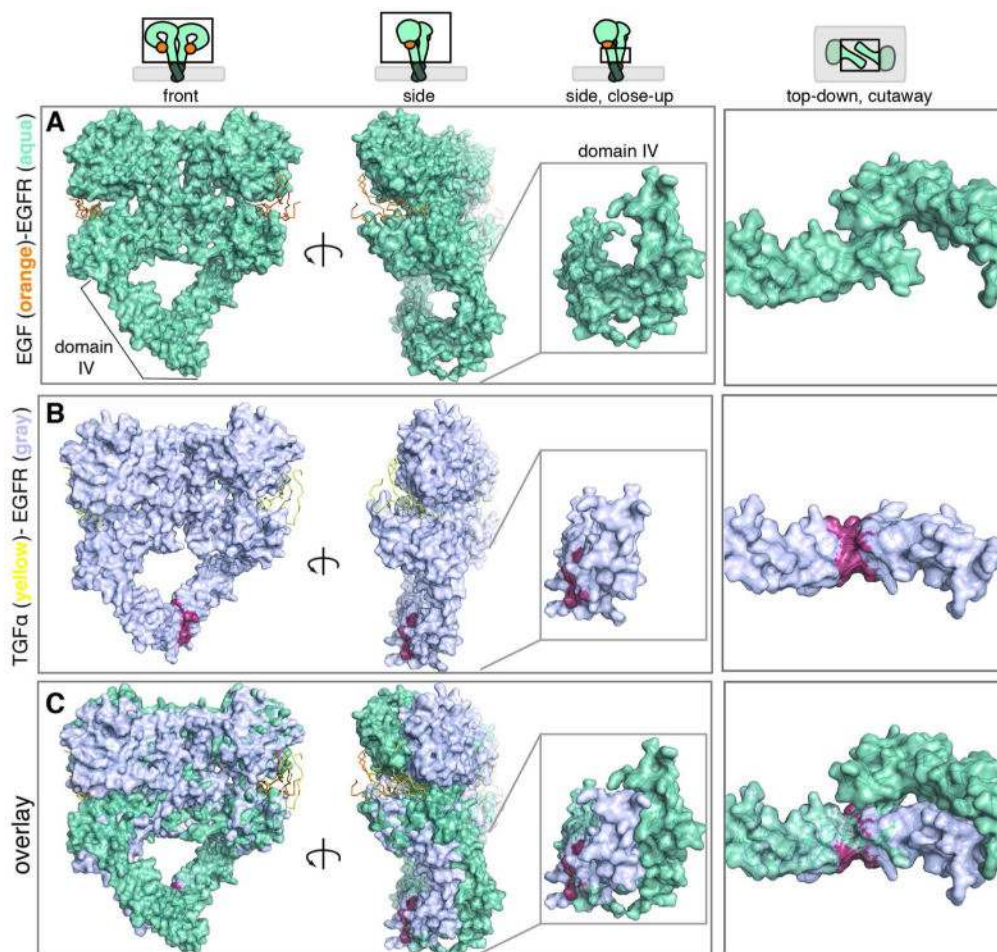 front
side
side, close-up
top-down, cutaway
EGF (orange)-EGFR (aqua)
A
domain IV
domain
IV
TGFα (yellow)- EGFR (gray)
B
overlay
C